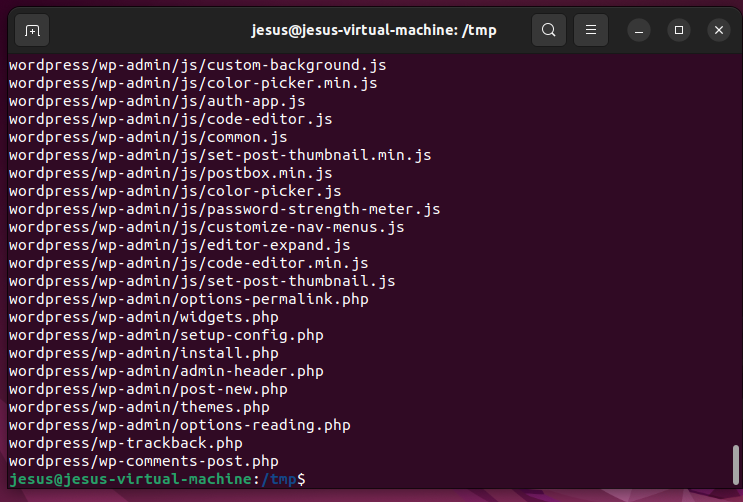 jesus@jesus-virtual-machine: /tmp
wordpress/wp-admin/js/custom-background.js
wordpress/wp-admin/js/color-picker.min.js
wordpress/wp-admin/js/auth-app.js
wordpress/wp-admin/js/code-editor.js
wordpress/wp-admin/js/common.js
wordpress/wp-admin/js/set-post-thumbnail.min.js
wordpress/wp-admin/js/postbox.min.js
wordpress/wp-admin/js/color-picker.js
wordpress/wp-admin/js/password-strength-meter.js
wordpress/wp-admin/js/customize-nav-menus.js
wordpress/wp-admin/js/editor-expand.js
wordpress/wp-admin/js/code-editor.min.js
wordpress/wp-admin/js/set-post-thumbnail.js
wordpress/wp-admin/options-permalink.php
wordpress/wp-admin/widgets.php
wordpress/wp-admin/setup-config.php
wordpress/wp-admin/install.php
wordpress/wp-admin/admin-header.php
wordpress/wp-admin/post-new.php
wordpress/wp-admin/themes.php
wordpress/wp-admin/options-reading.php
wordpress/wp-trackback.php
wordpress/wp-comments-post.php
jesus@jesus-virtual-machine:/tmp$